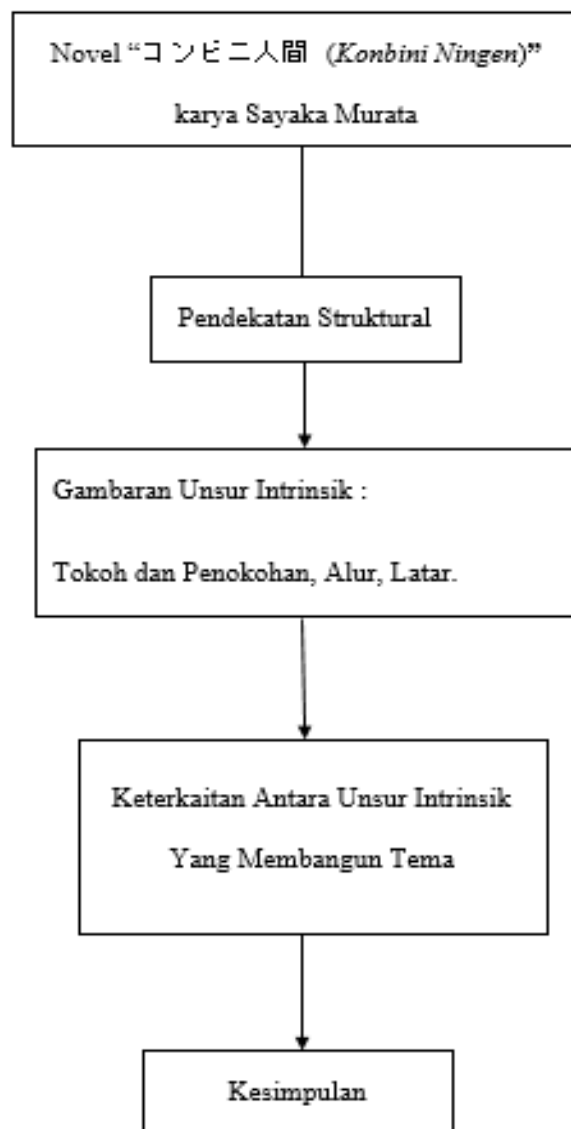 Novel “コンビニ人間 (Konbini Ningen)”
karya Sayaka Murata
Pendekatan Struktural
Gambaran Unsur Intrinsik :
Tokoh dan Penokohan, Alur, Latar.
Keterkaitan Antara Unsur Intrinsik
Yang Membangun Tema
Kesimpulan